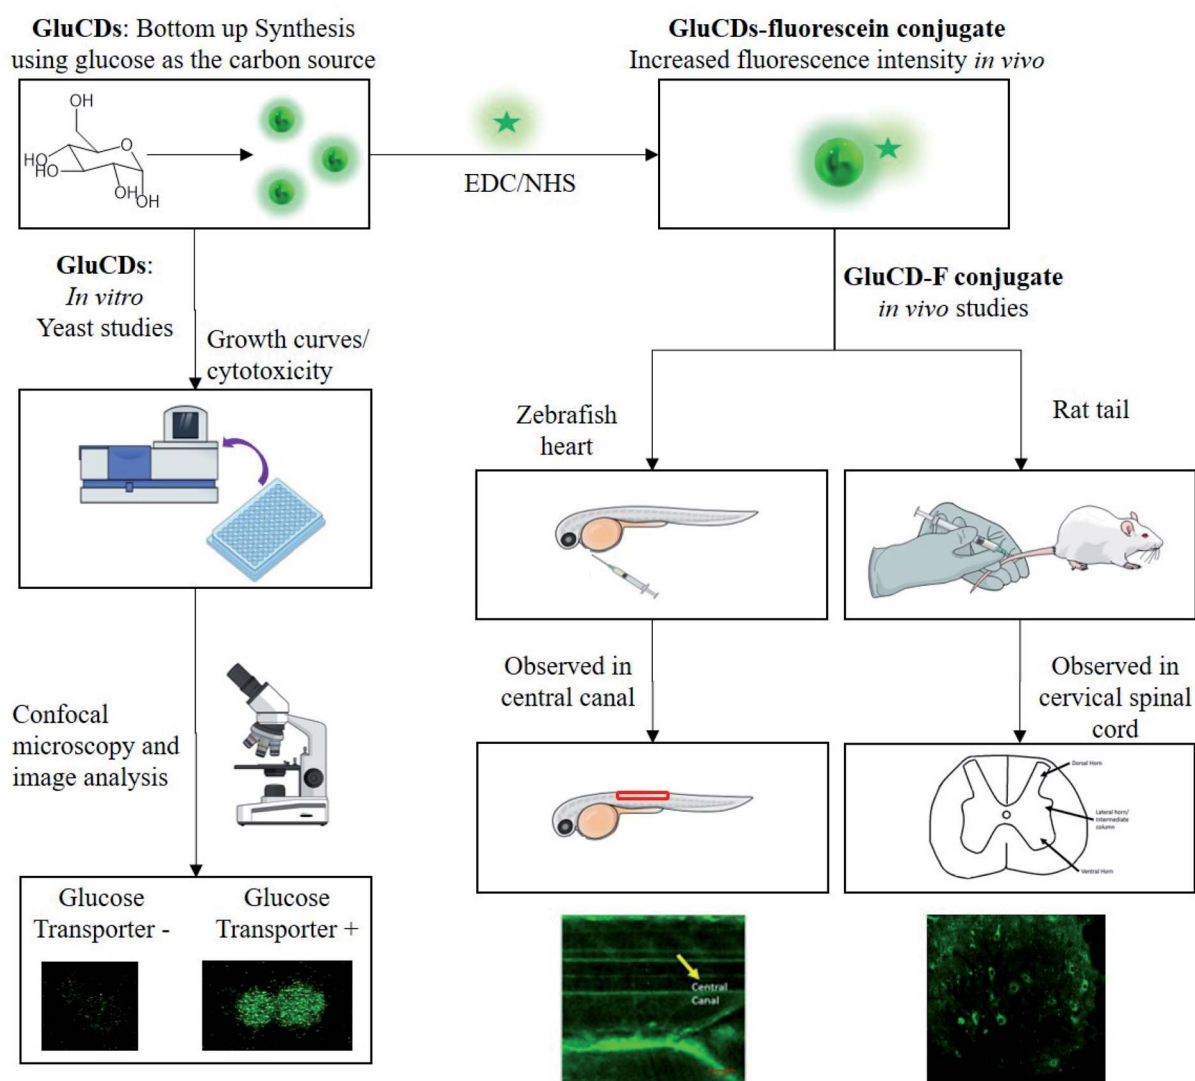 GluCDs: Bottom up Synthesis
using glucose as the carbon source
OH
O
HO
HO
OH
OH
EDC/NHS
GluCDs-fluorescein conjugate
Increased fluorescence intensity in vivo
GluCDs:
In vitro
Yeast studies
Growth curves/
cytotoxicity
GluCD-F conjugate
in vivo studies
Zebrafish
heart
Rat tail
Confocal
microscopy and
image analysis
Observed in
central canal
Observed in
cervical spinal
cord
Dorsal Horn
Lateral horn/
Intermediate
column
Ventral Horn
Glucose
Transporter -
Glucose
Transporter +
Central
Canal